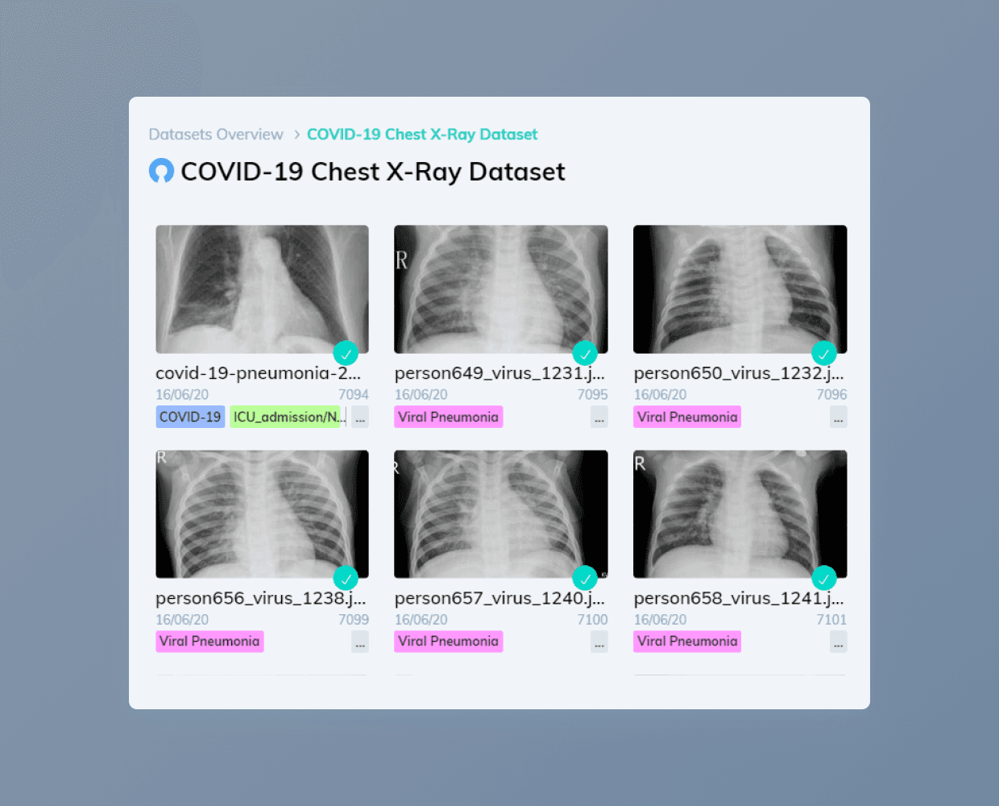 Datasets Overview > COVID-19 Chest X-Ray Dataset
COVID-19 Chest X-Ray Dataset
R
covid-19-pneumonia-2...
person649_virus_1231.j...
person650_virus_1232.j...
16/06/20 7094
16/06/20 7095
16/06/20 7096
COVID-19 ICU_admission/N... ...
Viral Pneumonia ...
Viral Pneumonia ...
R
R
R
person656_virus_1238.j...
person657_virus_1240.j...
person658_virus_1241.j...
16/06/20 7099
16/06/20 7100
16/06/20 7101
Viral Pneumonia ...
Viral Pneumonia ...
Viral Pneumonia ...